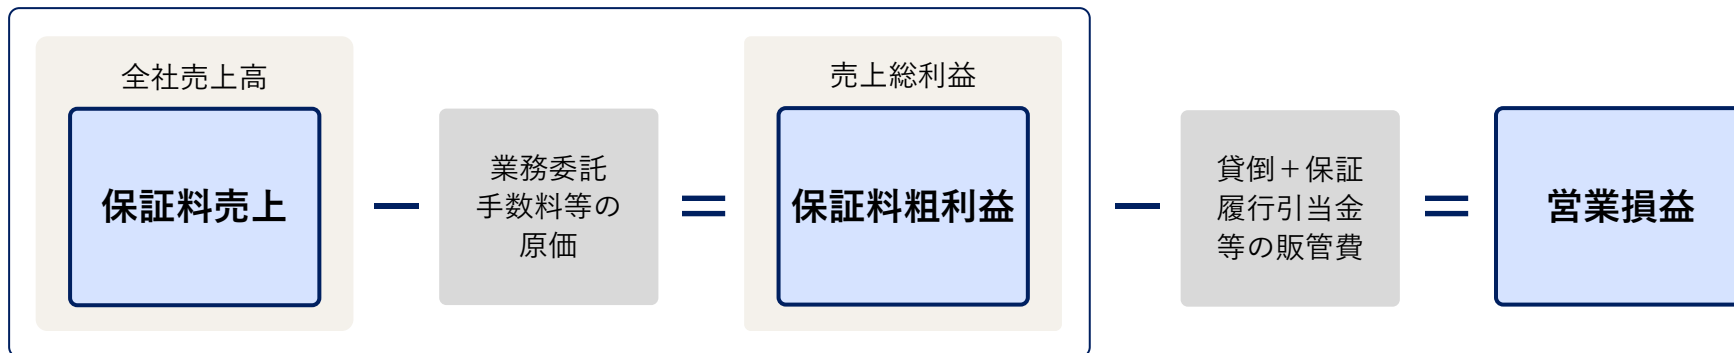 全社売上高
保証料売上
業務委託
手数料等の
原価
売上総利益
保証料粗利益
貸倒+保証
履行引当金
等の販管費
営業損益